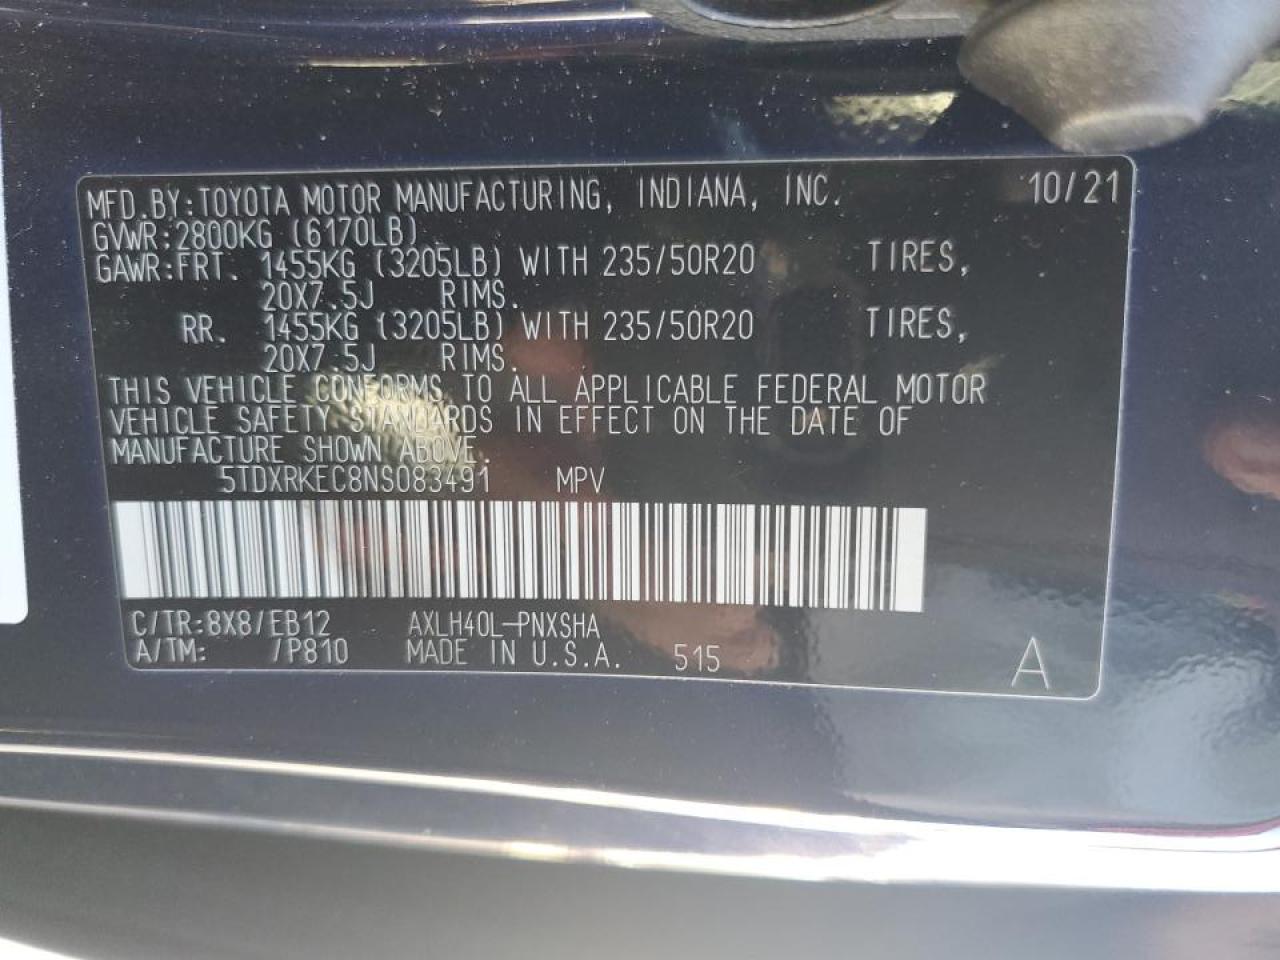 MFD.BY:TOYOTA MOTOR MANUFACTURING, INDIANA, INC. 10/21
GVWR:2800KG (6170LB)
GAWR:FRT. 1455KG (3205LB) WITH 235/50R20 TIRES,
20X7.5J RIMS.
RR. 1455KG (3205LB) WITH 235/50R20 TIRES,
20X7.5J RIMS.
THIS VEHICLE CONFORMS TO ALL APPLICABLE FEDERAL MOTOR
VEHICLE SAFETY STANDARDS IN EFFECT ON THE DATE OF
MANUFACTURE SHOWN ABOVE.
5TDXRKEC8NS083491 MPV
C/TR:8X8/EB12 AXLH40L-PNXSHA
A/TM: /P810 MADE IN U.S.A. 515 A